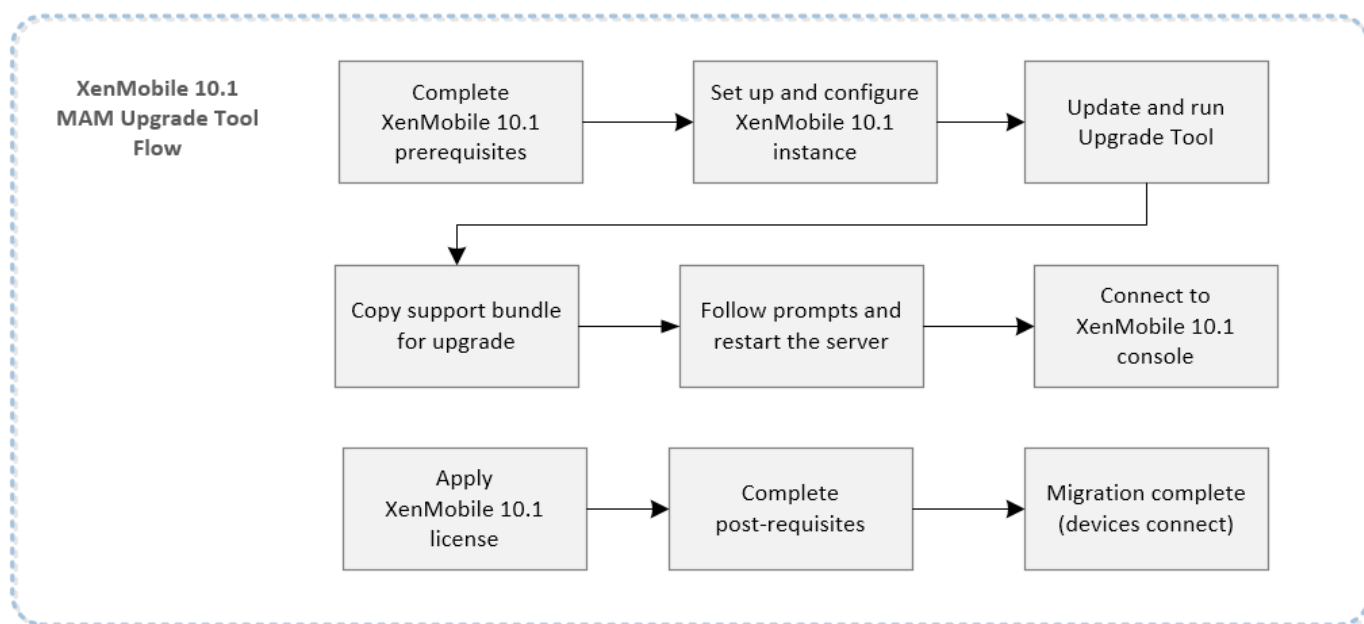 XenMobile 10.1
MAM Upgrade Tool
Flow
Complete
XenMobile 10.1
prerequisites
Set up and configure
XenMobile 10.1
instance
Update and run
Upgrade Tool
Copy support bundle
for upgrade
Follow prompts and
restart the server
Connect to
XenMobile 10.1
console
Apply
XenMobile 10.1
license
Complete
post-requisites
Migration complete
(devices connect)